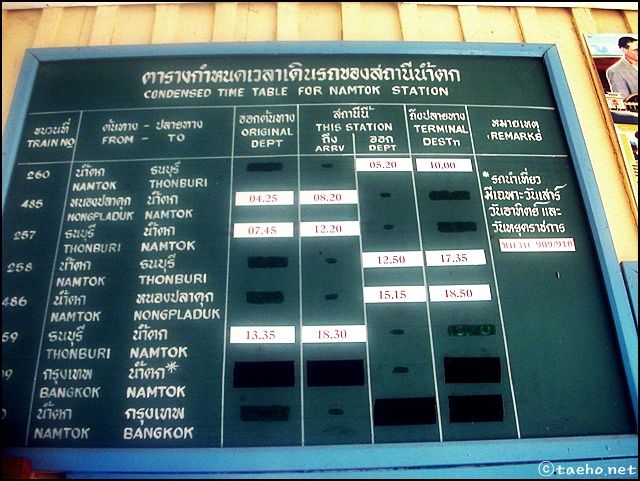 ตารางกำหนดเวลาเดินรถของสถานีน้ำตก
CONDENSED TIME TABLE FOR NAMTOK STATION
ขบวนที่ ต้นทาง - ปลายทาง ออกต้นทาง สถานีนี้ ถึงปลายทาง หมายเหตุ
TRAIN NO FROM - TO ORIGINAL DEPT THIS STATION TERMINAL DESTn REMARKS
ถึง ออก
ARRV DEPT
260 น้ำตก ธนบุรี 05.20 10.00
NAMTOK THONBURI
485 หนองปลาดุก น้ำตก 04.25 08.20
NONGPLADUK NAMTOK
257 ธนบุรี น้ำตก 07.45 12.20
THONBURI NAMTOK
258 น้ำตก ธนบุรี 12.50 17.35
NAMTOK THONBURI
486 น้ำตก หนองปลาดุก 15.15 18.50
NAMTOK NONGPLADUK
59 ธนบุรี น้ำตก 13.35 18.30
THONBURI NAMTOK
09 กรุงเทพ น้ำตก*
BANGKOK NAMTOK
0 น้ำตก กรุงเทพ
NAMTOK BANGKOK
*รถนำเที่ยว
มีเฉพาะวันเสาร์
วันอาทิตย์ และ
วันหยุดราชการ
ขบวน 909/910
©taeho.net